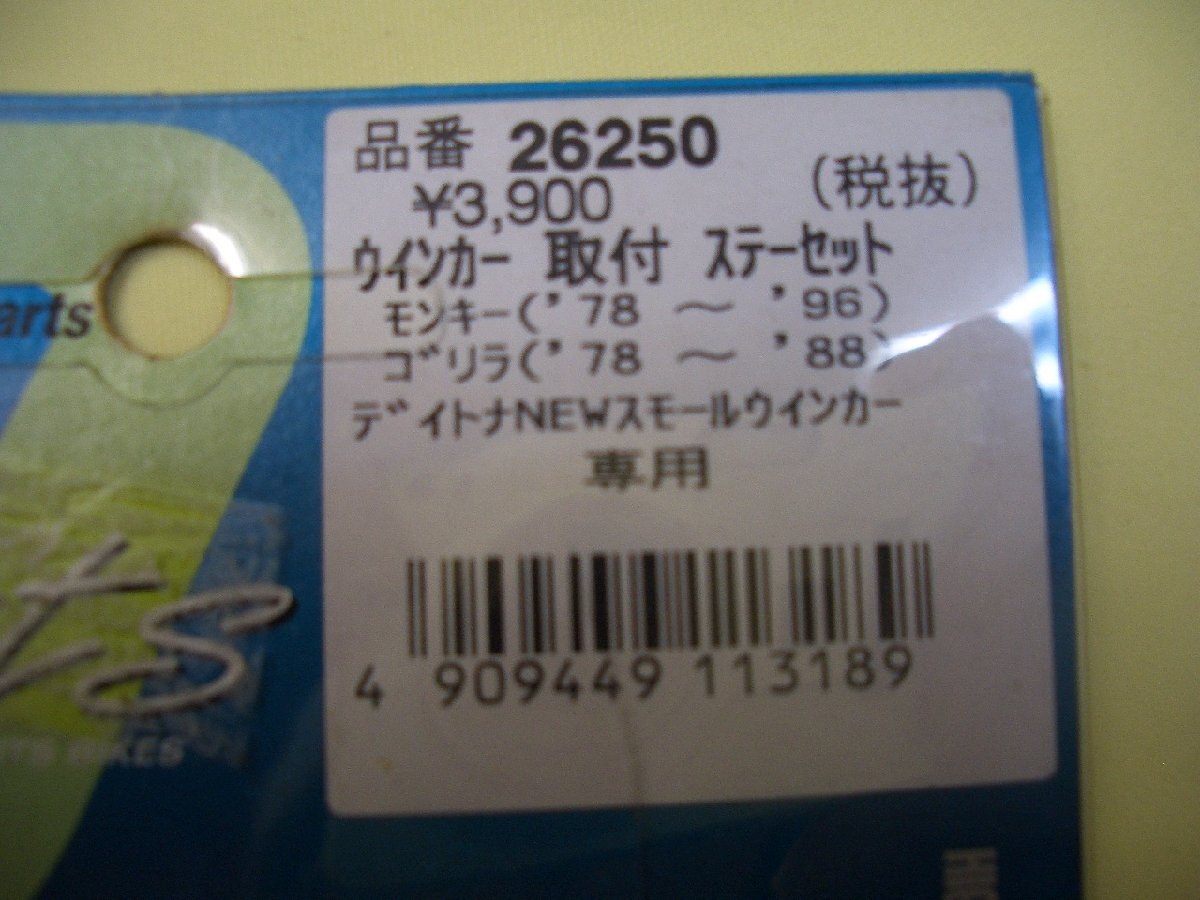 品番 26250
¥3,900 (税抜)
ウインカー 取付 ステーセット
モンキー('78 ～ '96)
ゴリラ('78 ～ '88)
デイトナNEWスモールウインカー
専用
4 909449 113189
arts
ts